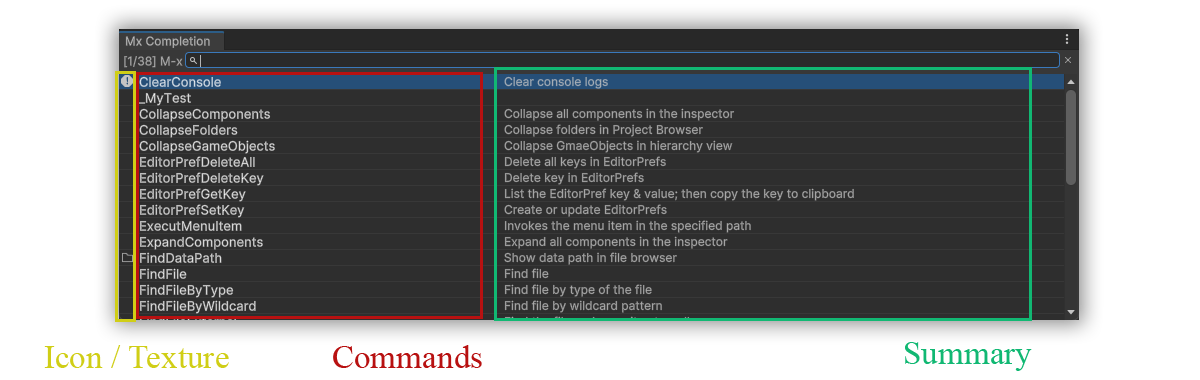 Mx Completion
[1/38] M-x
ClearConsole Clear console logs
_MyTest
CollapseComponents Collapse all components in the inspector
CollapseFolders Collapse folders in Project Browser
CollapseGameObjects Collapse GmaeObjects in hierarchy view
EditorPrefDeleteAll Delete all keys in EditorPrefs
EditorPrefDeleteKey Delete key in EditorPrefs
EditorPrefGetKey List the EditorPref key & value; then copy the key to clipboard
EditorPrefSetKey Create or update EditorPrefs
ExecutMenuItem Invokes the menu item in the specified path
ExpandComponents Expand all components in the inspector
FindDataPath Show data path in file browser
FindFile Find file
FindFileByType Find file by type of the file
FindFileByWildcard Find file by wildcard pattern
Icon / Texture Commands Summary